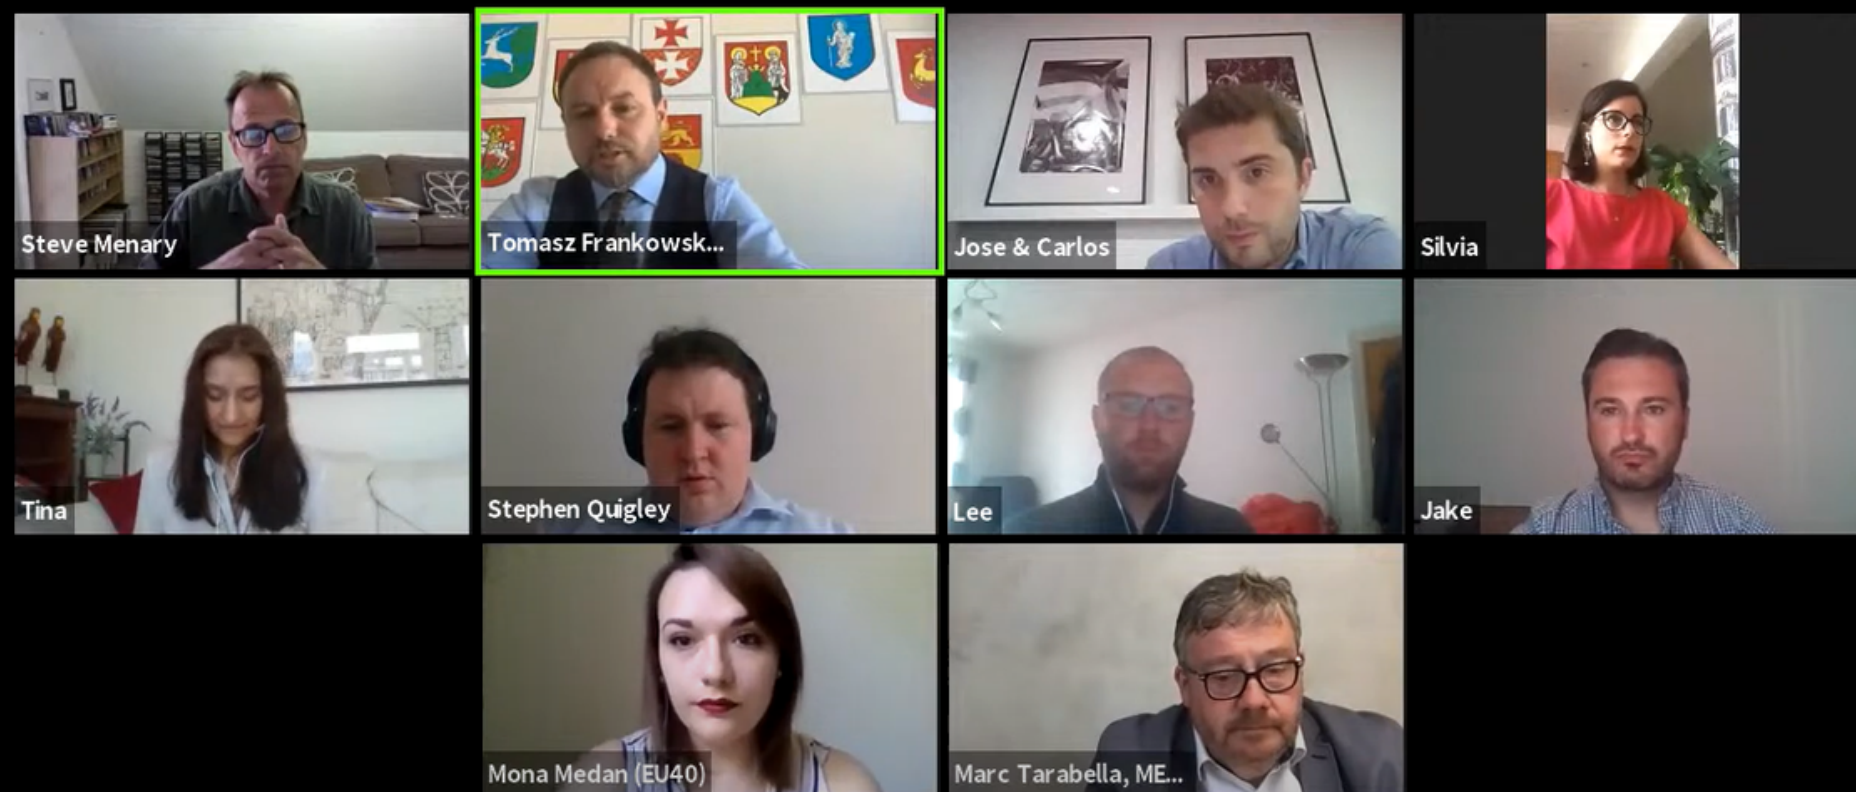 Steve Menary
Tomasz Frankowsk...
Jose & Carlos
Silvia
Tina
Stephen Quigley
Lee
Jake
Mona Medan (EU40)
Marc Tarabella, ME...